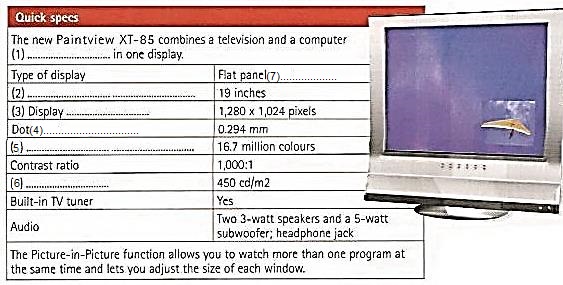 Quick specs
The new Paintview XT-85 combines a television and a computer
(1) .............................. in one display.
Type of display Flat panel(7)...................
(2) .............................. .............................. 19 inches
(3) Display .............................. 1,280 x 1,024 pixels
Dot(4).............................. 0.294 mm
(5) .............................. .............................. 16.7 million colours
Contrast ratio 1,000:1
(6) .............................. 450 cd/m2
Built-in TV tuner Yes
Audio Two 3-watt speakers and a 5-watt
subwoofer; headphone jack
The Picture-in-Picture function allows you to watch more than one program at
the same time and lets you adjust the size of each window.